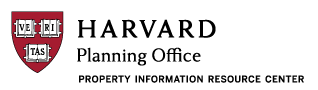 VE RI
TAS
HARVARD
Planning Office
PROPERTY INFORMATION RESOURCE CENTER